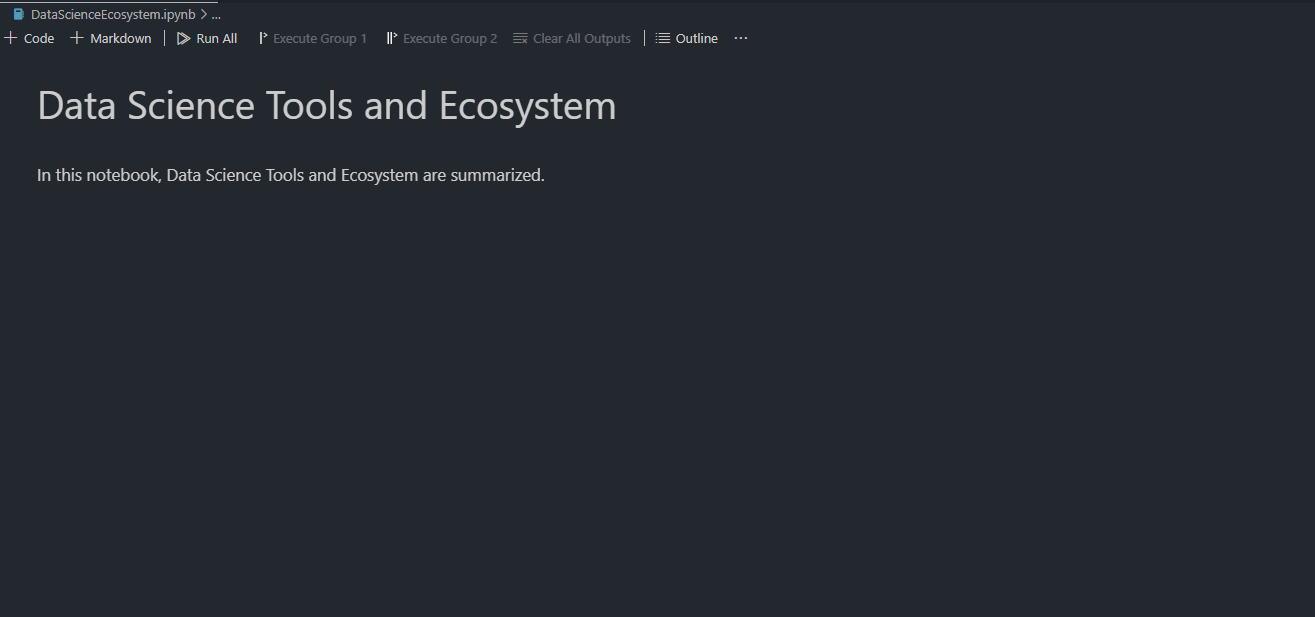 DataScienceEcosystem.ipynb > ...
+ Code + Markdown | Run All Execute Group 1 Execute Group 2 Clear All Outputs | Outline ...
Data Science Tools and Ecosystem
In this notebook, Data Science Tools and Ecosystem are summarized.